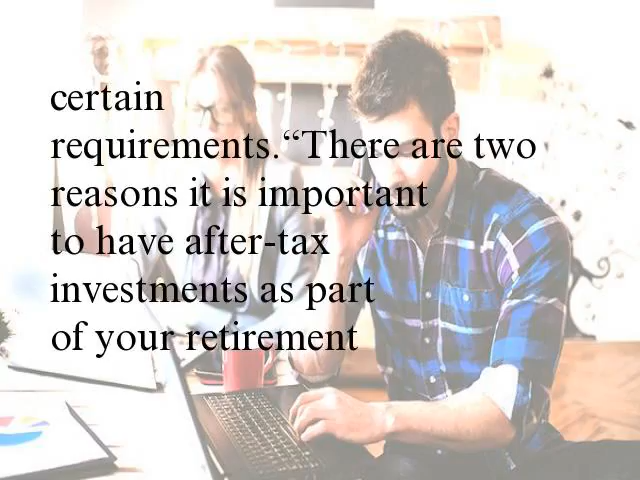 certain
requirements.“There are two
reasons it is important
to have after-tax
investments as part
of your retirement